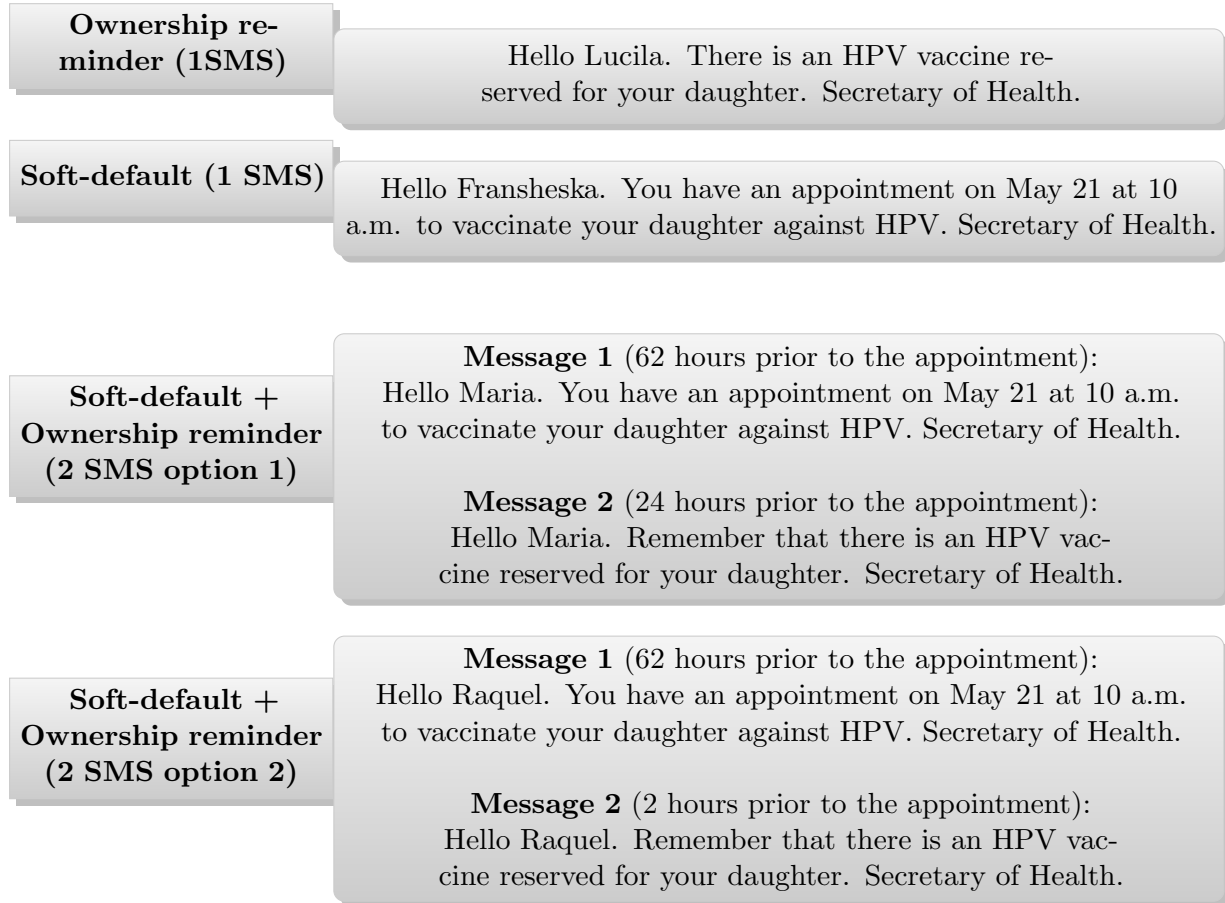 Ownership re-
minder (1SMS)
Hello Lucila. There is an HPV vaccine re-
served for your daughter. Secretary of Health.
Soft-default (1 SMS)
Hello Fransheska. You have an appointment on May 21 at 10
a.m. to vaccinate your daughter against HPV. Secretary of Health.
Soft-default +
Ownership reminder
(2 SMS option 1)
Message 1 (62 hours prior to the appointment):
Hello Maria. You have an appointment on May 21 at 10 a.m.
to vaccinate your daughter against HPV. Secretary of Health.
Message 2 (24 hours prior to the appointment):
Hello Maria. Remember that there is an HPV vac-
cine reserved for your daughter. Secretary of Health.
Soft-default +
Ownership reminder
(2 SMS option 2)
Message 1 (62 hours prior to the appointment):
Hello Raquel. You have an appointment on May 21 at 10 a.m.
to vaccinate your daughter against HPV. Secretary of Health.
Message 2 (2 hours prior to the appointment):
Hello Raquel. Remember that there is an HPV vac-
cine reserved for your daughter. Secretary of Health.